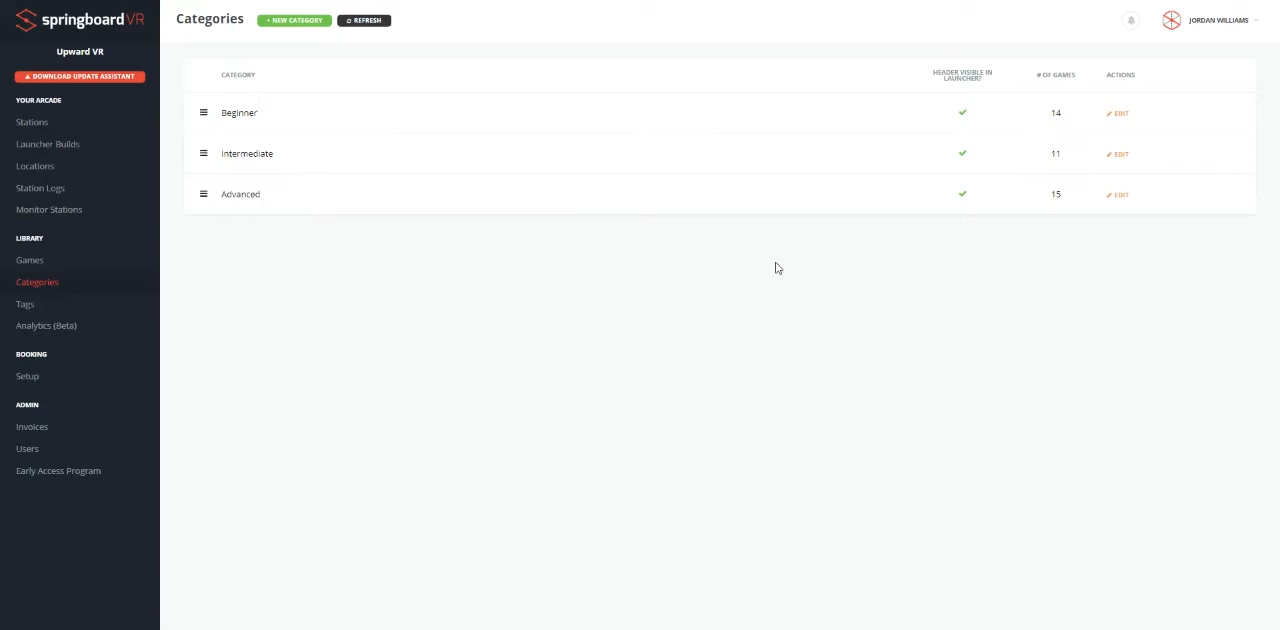 springboardVR
Upward VR
DOWNLOAD UPDATE ASSISTANT
YOUR ARCADE
Stations
Launcher Builds
Locations
Station Logs
Monitor Stations
LIBRARY
Games
Categories
Tags
Analytics (Beta)
BOOKING
Setup
ADMIN
Invoices
Users
Early Access Program
Categories
+ NEW CATEGORY
REFRESH
JORDAN WILLIAMS
CATEGORY
HEADER VISIBLE IN
LAUNCHER?
# OF GAMES
ACTIONS
Beginner
14
EDIT
Intermediate
11
EDIT
Advanced
15
EDIT